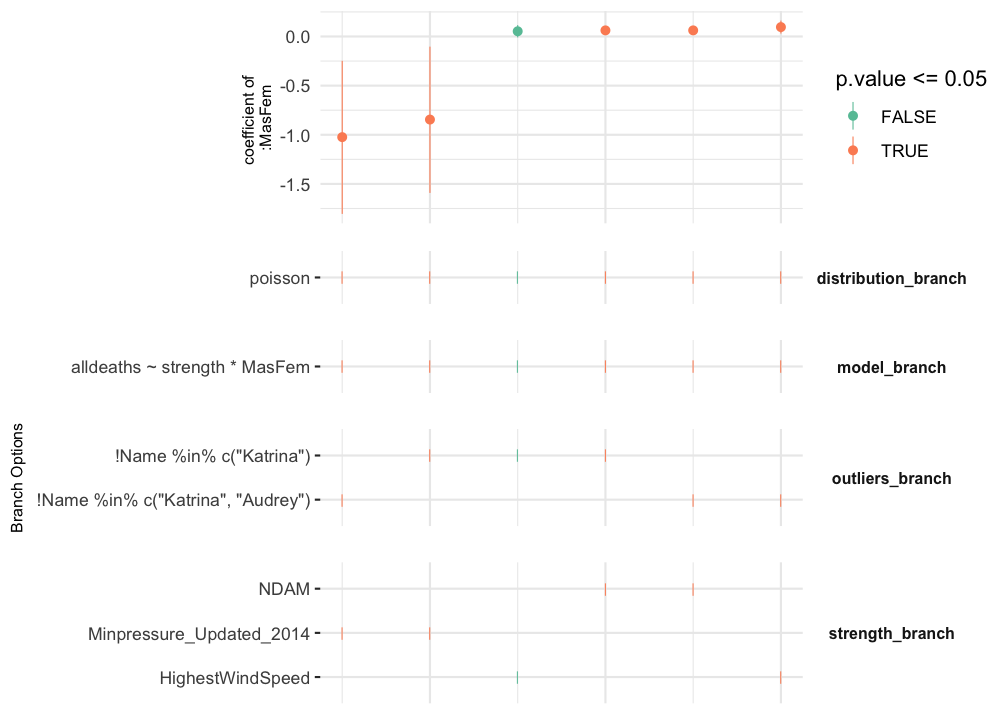 0.0
-0.5
-1.0
-1.5
coefficient of
:MasFem
p.value <= 0.05
FALSE
TRUE
poisson
distribution_branch
alldeaths ~ strength * MasFem
model_branch
Branch Options
!Name %in% c("Katrina")
!Name %in% c("Katrina", "Audrey")
outliers_branch
NDAM
Minpressure_Updated_2014
HighestWindSpeed
strength_branch